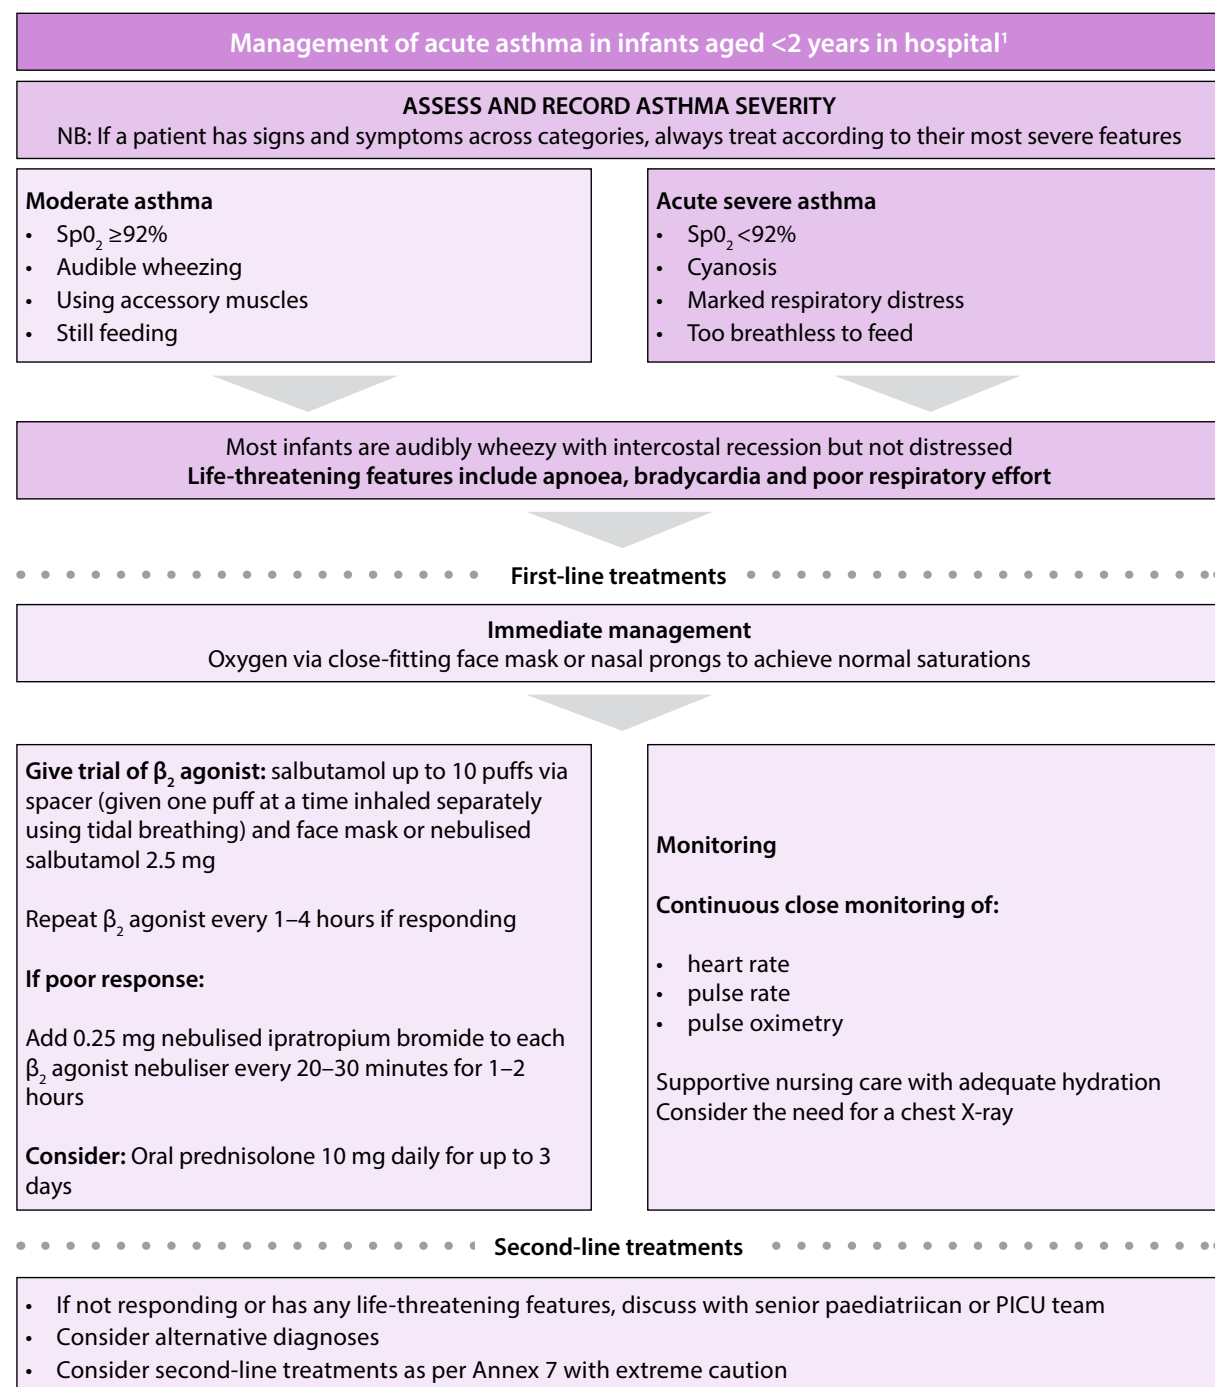 Management of acute asthma in infants aged <2 years in hospital¹
ASSESS AND RECORD ASTHMA SEVERITY
NB: If a patient has signs and symptoms across categories, always treat according to their most severe features
Moderate asthma
• Sp0₂ ≥92%
• Audible wheezing
• Using accessory muscles
• Still feeding
Acute severe asthma
• Sp0₂ <92%
• Cyanosis
• Marked respiratory distress
• Too breathless to feed
Most infants are audibly wheezy with intercostal recession but not distressed
Life-threatening features include apnoea, bradycardia and poor respiratory effort
First-line treatments
Immediate management
Oxygen via close-fitting face mask or nasal prongs to achieve normal saturations
Give trial of β₂ agonist: salbutamol up to 10 puffs via
spacer (given one puff at a time inhaled separately
using tidal breathing) and face mask or nebulised
salbutamol 2.5 mg
Repeat β₂ agonist every 1–4 hours if responding
If poor response:
Add 0.25 mg nebulised ipratropium bromide to each
β₂ agonist nebuliser every 20–30 minutes for 1–2
hours
Consider: Oral prednisolone 10 mg daily for up to 3
days
Monitoring
Continuous close monitoring of:
• heart rate
• pulse rate
• pulse oximetry
Supportive nursing care with adequate hydration
Consider the need for a chest X-ray
Second-line treatments
• If not responding or has any life-threatening features, discuss with senior paediatriican or PICU team
• Consider alternative diagnoses
• Consider second-line treatments as per Annex 7 with extreme caution